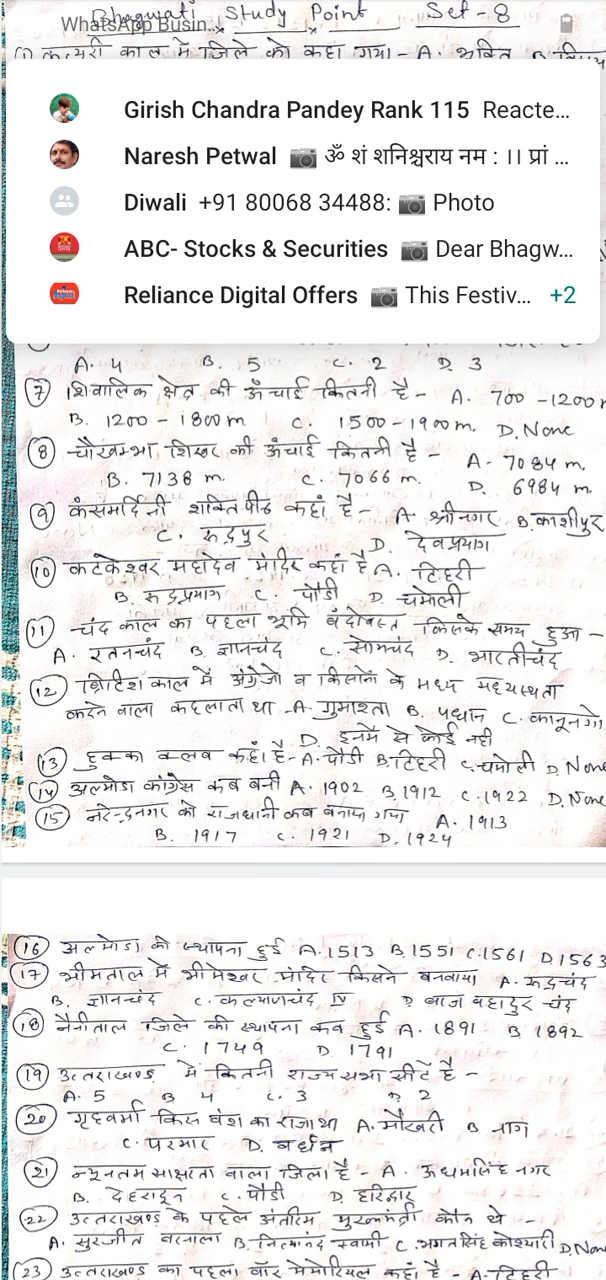 Bhagwati Study Point Set-8
WhatsApp Busin...
(1) कत्यूरी काल में जिले को कहा गया - A. भुक्ति B. विषय
Girish Chandra Pandey Rank 115 Reacte...
Naresh Petwal 📷 ॐ शं शनिश्चराय नम : ।। प्रां ...
Diwali +91 80068 34488: 📷 Photo
ABC- Stocks & Securities 📷 Dear Bhagw...
Reliance Digital Offers 📷 This Festiv... +2
A. 4 B. 5 C. 2 D. 3
(7) शिवालिक क्षेत्र की ऊँचाई कितनी है - A. 700 - 1200
B. 1200 - 1800 m C. 1500 - 1900 m. D. None
(8) चौखम्भा शिखर की ऊंचाई कितनी है - A. 7084 m.
B. 7138 m. C. 7066 m. D. 6984 m
(9) कंसमर्दिनी शक्तिपीठ कहां है - A. श्रीनगर B. काशीपुर
C. रूद्रपुर D. देवप्रयाग
(10) कटकेश्वर महादेव मंदिर कहां है A. टिहरी
B. रूद्रप्रयाग C. पौडी D. चमोली
(11) चंद काल का पहला भूमि बंदोबस्त किसके समय हुआ -
A. रतनचंद B. ज्ञानचंद C. सोमचंद D. भारतीचंद
(12) ब्रिटिश काल में अंग्रेजो व किसानों के मध्य मध्यस्थता
करने वाला कहलाता था - A. गुमाश्ता B. पधान C. कानूनगो
D. इनमें से कोई नही
(13) हुक्का क्लब कहाँ है - A. पौडी B. टिहरी C. चमोली D. None
(14) अल्मोडा कांग्रेस कब बनी A. 1902 B. 1912 C. 1922 D. None
(15) नरेन्द्रनगर को राजधानी कब बनाया गया A. 1913
B. 1917 C. 1921 D. 1924
(16) अल्मोडा की स्थापना हुई A. 1513 B. 1551 C. 1561 D. 1563
(17) भीमताल में भीमेश्वर मंदिर किसने बनवाया A. रूद्रचंद
B. ज्ञानचंद C. कल्याणचंद IV D बाज बहादुर चंद
(18) नैनीताल जिले की स्थापना कब हुई A. 1891 B 1892
C. 1749 D. 1791
(19) उत्तराखण्ड में कितनी राज्यसभा सीटें है -
A. 5 B 4 C. 3 D 2
(20) गृहवर्मा किस वंश का राजा था A. मौखरी B नाग
C. परमार D. वर्धन
(21) न्यूनतम साक्षरता वाला जिला है - A. ऊधमसिंह नगर
B. देहरादून C. पौडी D. हरिद्वार
(22) उत्तराखण्ड के पहले अंतरिम मुख्यमंत्री कौन थे -
A. सुरजीत बरनाला B. नित्यानंद स्वामी C. भगतसिंह कोश्यारी D. Non
(23) उत्तराखण्ड का पहला वॉर मेमोरियल कहां है - A. टिहरी